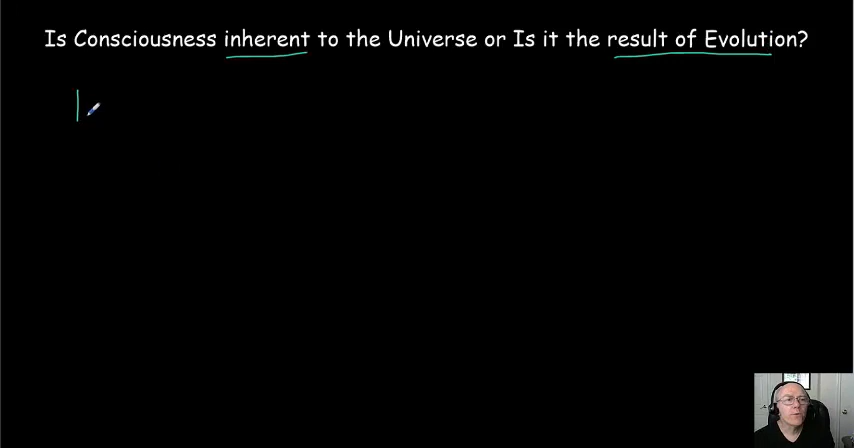 Is Consciousness inherent to the Universe or Is it the result of Evolution?